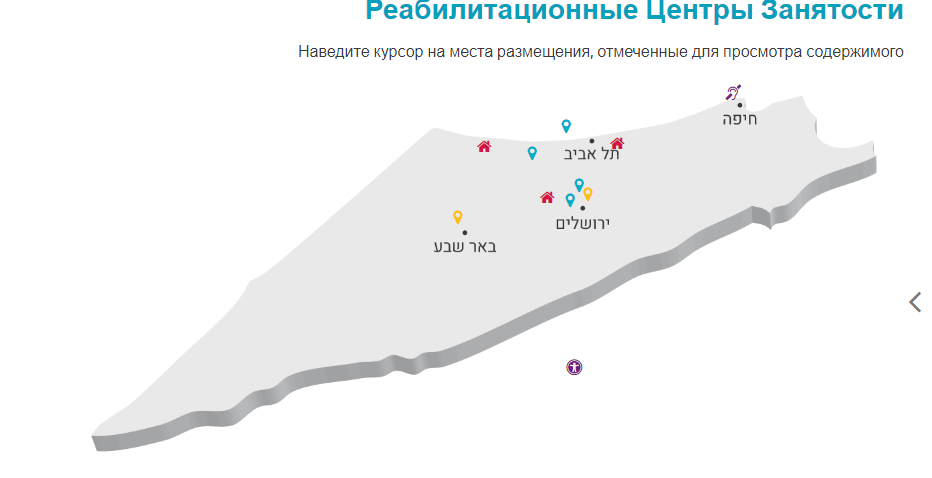 Реабилитационные Центры Занятости
Наведите курсор на места размещения, отмеченные для просмотра содержимого
חיפה
תל אביב
ירושלים
באר שבע